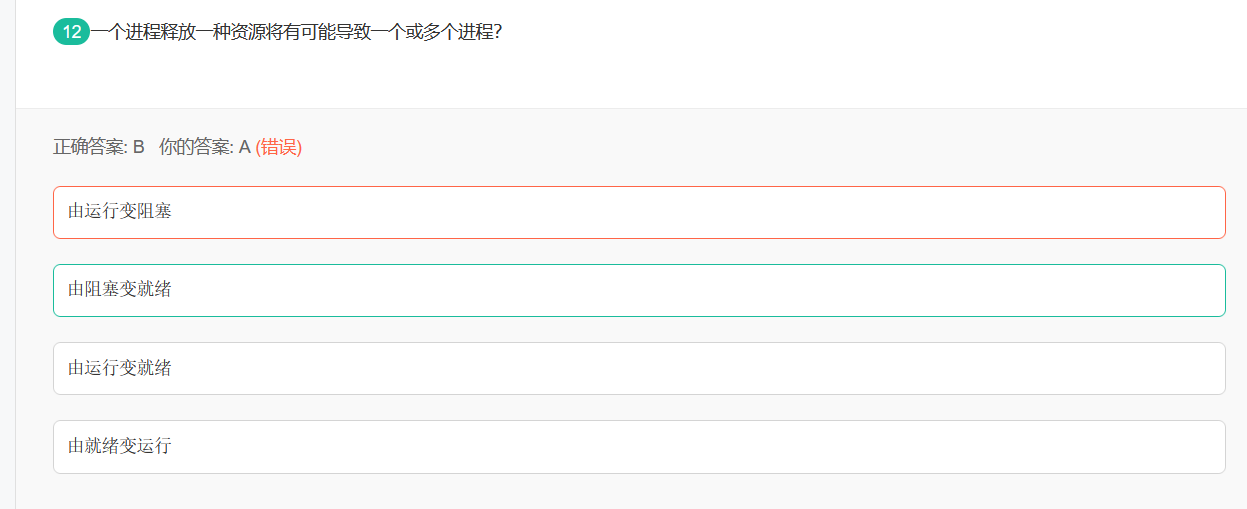 12 一个进程释放一种资源将有可能导致一个或多个进程？
正确答案: B 你的答案: A (错误)
由运行变阻塞
由阻塞变就绪
由运行变就绪
由就绪变运行